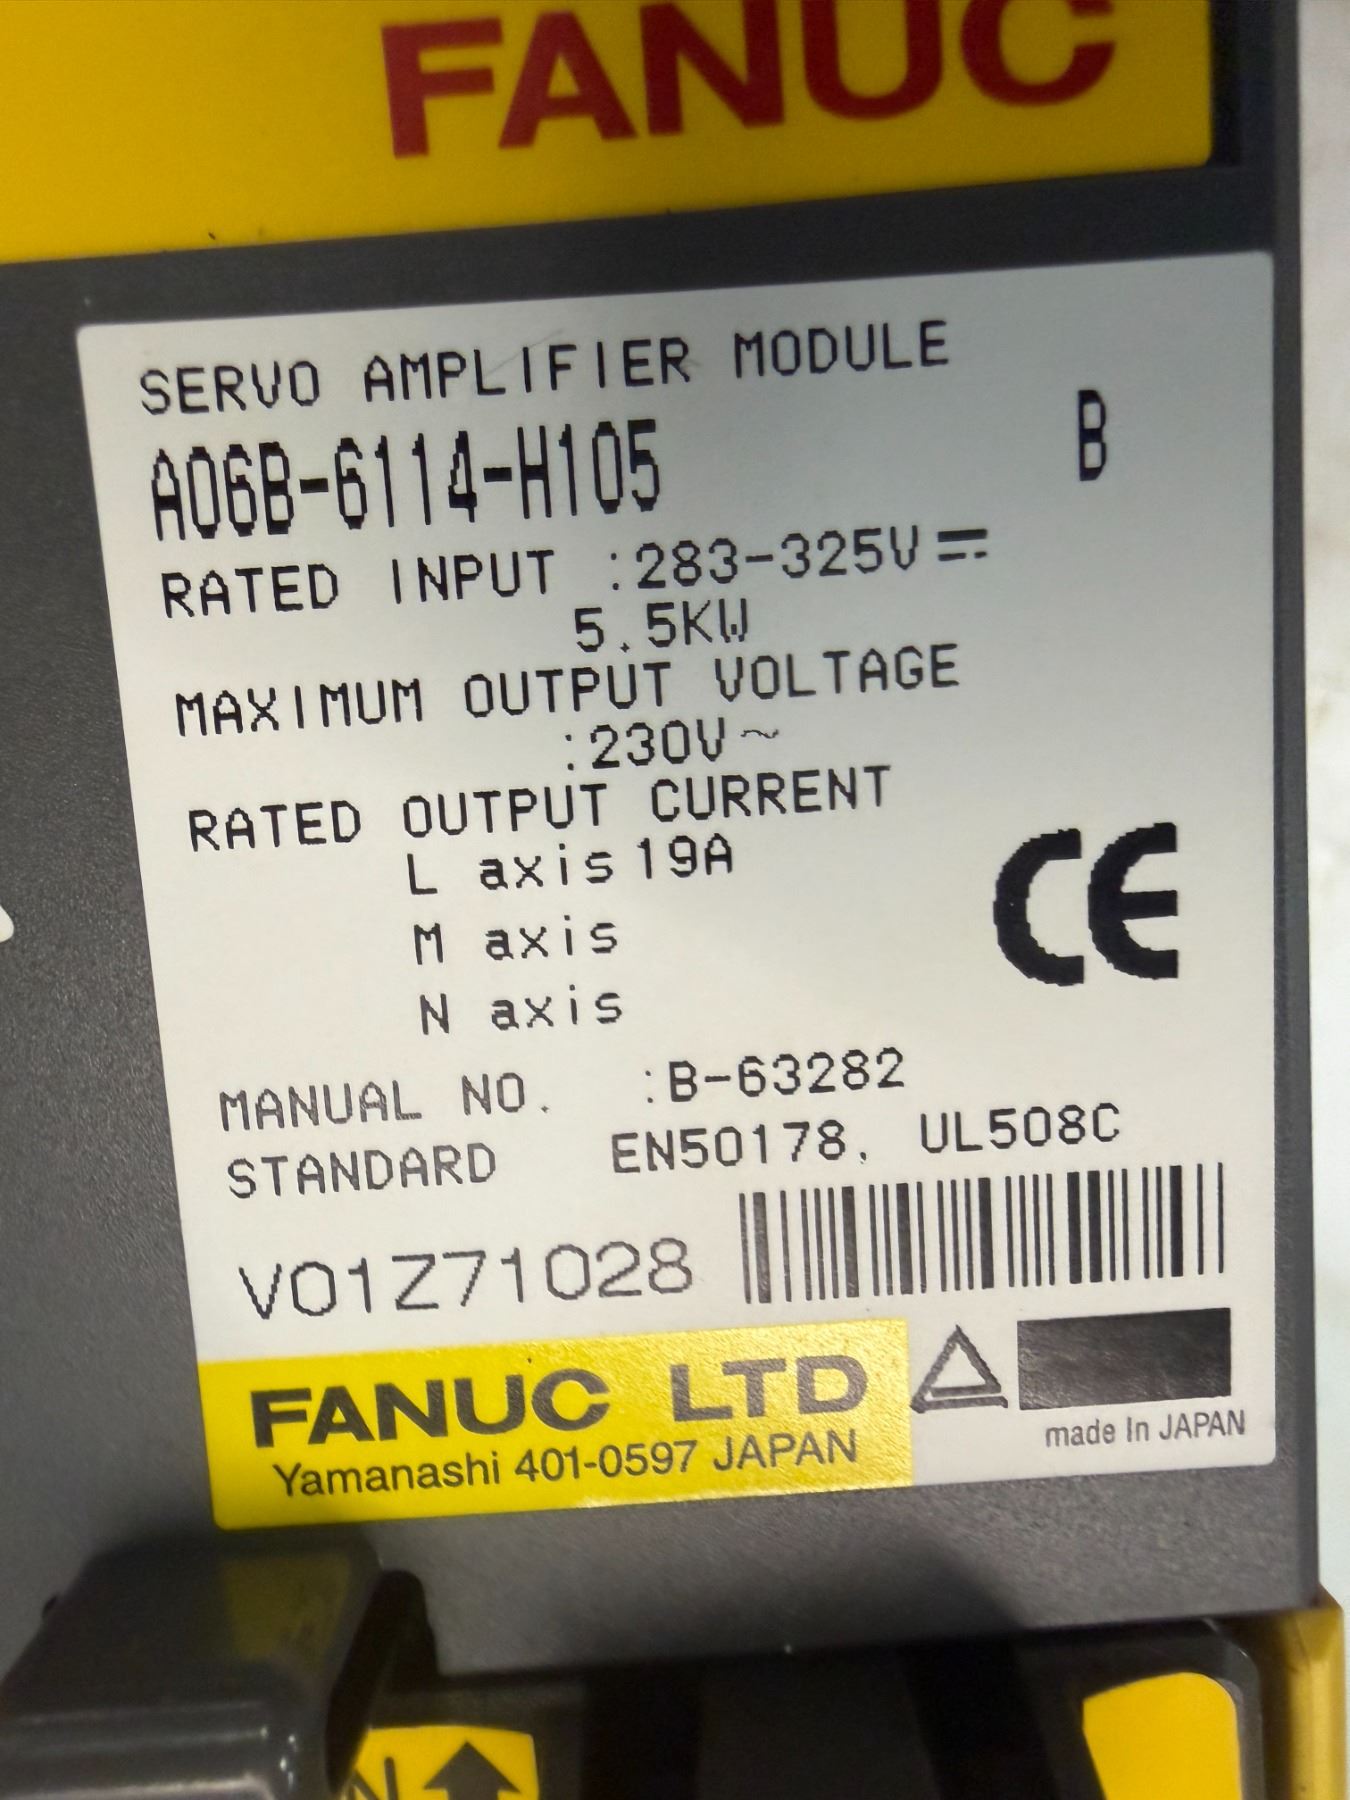 FANUC
SERVO AMPLIFIER MODULE
A06B-6114-H105 B
RATED INPUT :283-325V⎓
5.5KW
MAXIMUM OUTPUT VOLTAGE
:230V~
RATED OUTPUT CURRENT
L axis 19A
M axis
N axis
CE
MANUAL NO. :B-63282
STANDARD EN50178, UL508C
V01Z71028
FANUC LTD
Yamanashi 401-0597 JAPAN
made In JAPAN
N